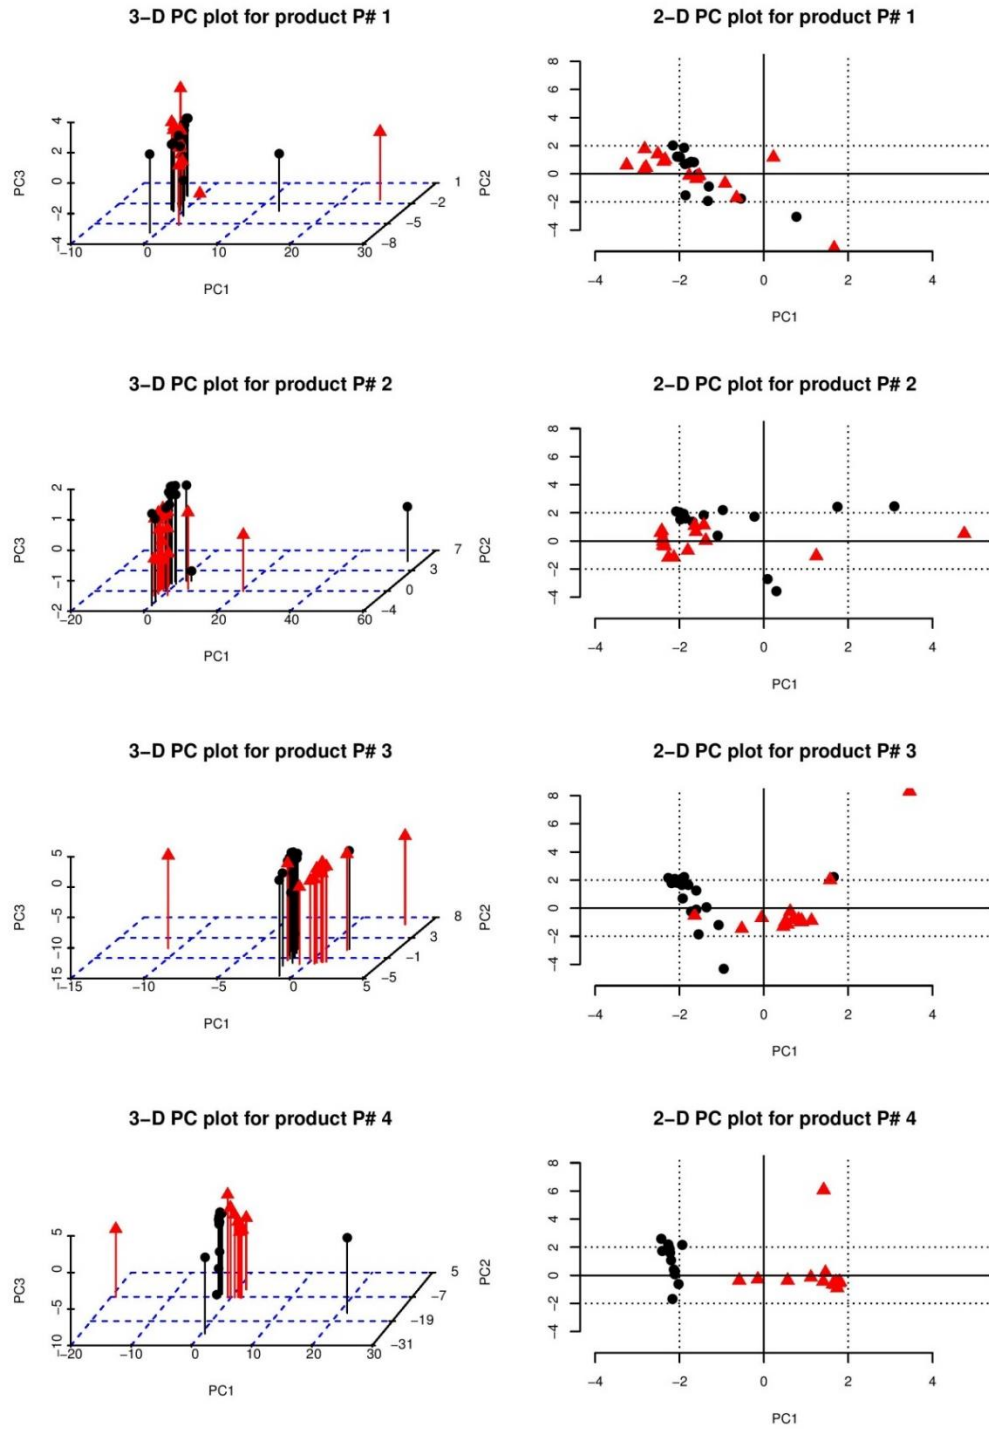 3−D PC plot for product P# 1
2−D PC plot for product P# 1
PC3
−4 −2 0 2 4
−10 0 10 20 30
PC1
−8 −5 −2 1
PC2
−4 −2 0 2 4 6 8
−4 −2 0 2 4
PC1
3−D PC plot for product P# 2
2−D PC plot for product P# 2
PC3
−2 −1 0 1 2
−20 0 20 40 60
PC1
−4 0 3 7
PC2
−4 −2 0 2 4 6 8
−4 −2 0 2 4
PC1
3−D PC plot for product P# 3
2−D PC plot for product P# 3
PC3
−15 −10 −5 0 5
−15 −10 −5 0 5
PC1
−5 −1 3 8
PC2
−4 −2 0 2 4 6 8
−4 −2 0 2 4
PC1
3−D PC plot for product P# 4
2−D PC plot for product P# 4
PC3
−10 −5 0 5
−20 −10 0 10 20 30
PC1
−31 −19 −7 5
PC2
−4 −2 0 2 4 6 8
−4 −2 0 2 4
PC1